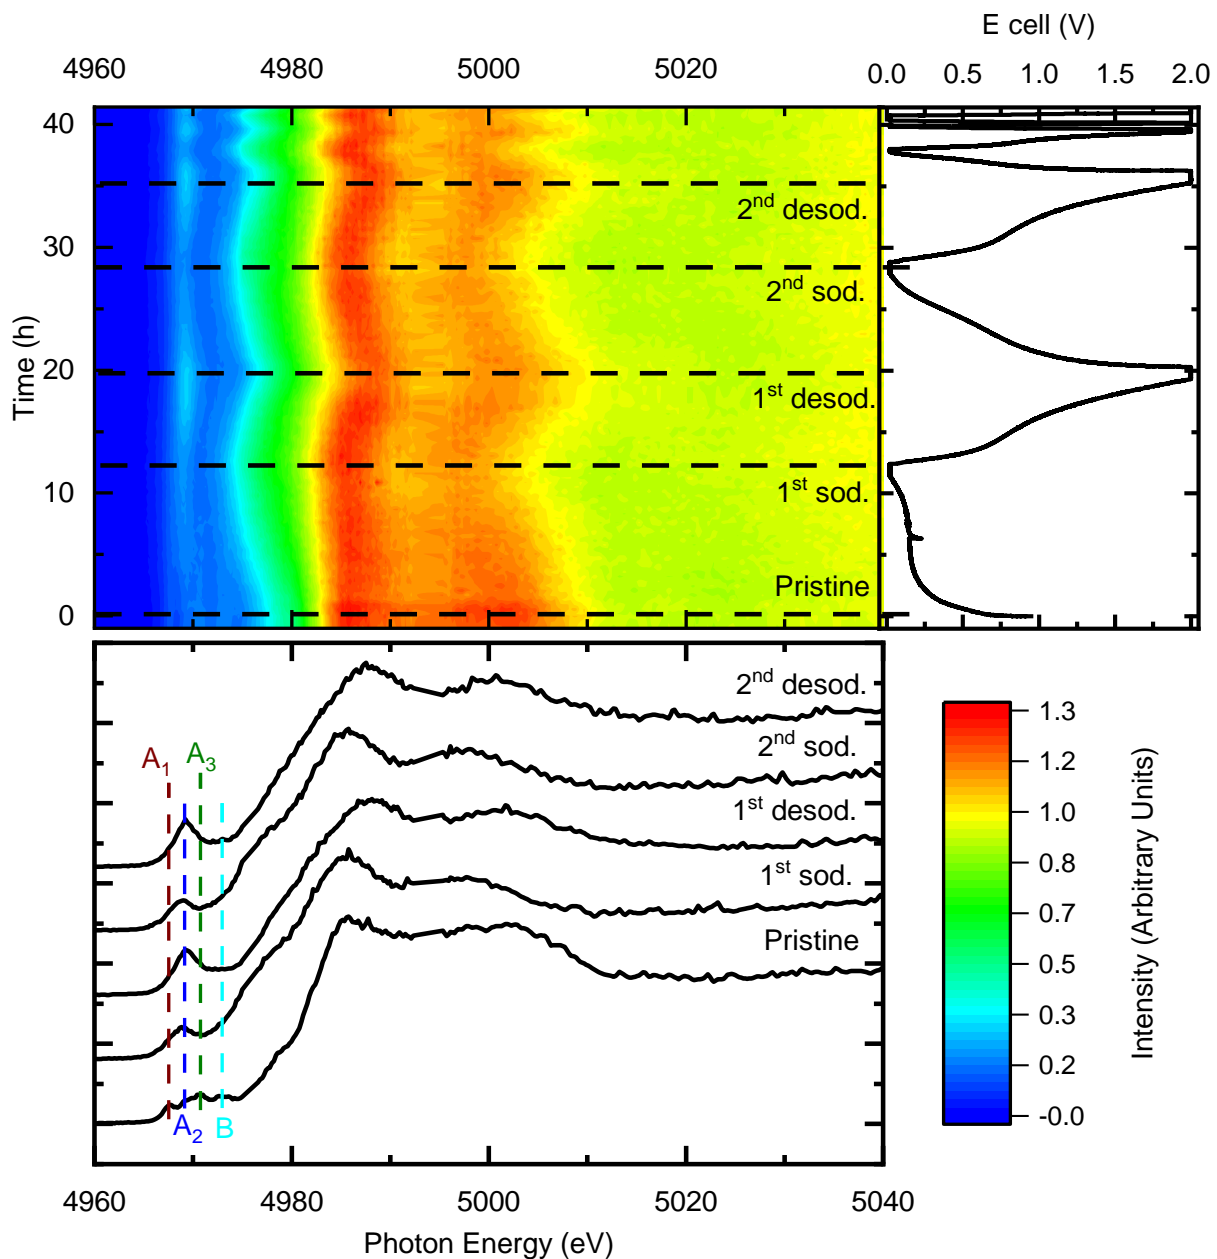 E cell (V)
4960 4980 5000 5020
0.0 0.5 1.0 1.5 2.0
40
30
20
10
0
Time (h)
2nd desod.
2nd sod.
1st desod.
1st sod.
Pristine
2nd desod.
2nd sod.
1st desod.
1st sod.
Pristine
A1
A3
A2
B
4960 4980 5000 5020 5040
Photon Energy (eV)
1.3
1.2
1.0
0.8
0.7
0.5
0.3
0.2
-0.0
Intensity (Arbitrary Units)